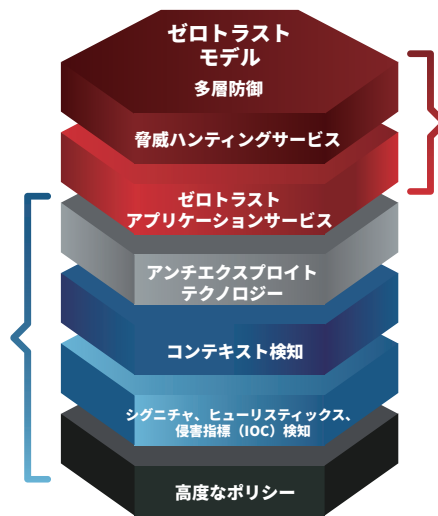 ゼロトラスト
モデル
多層防御
脅威ハンティングサービス
ゼロトラスト
アプリケーションサービス
アンチエクスプロイト
テクノロジー
コンテキスト検知
シグニチャ、ヒューリスティックス、
侵害指標（IOC）検知
高度なポリシー